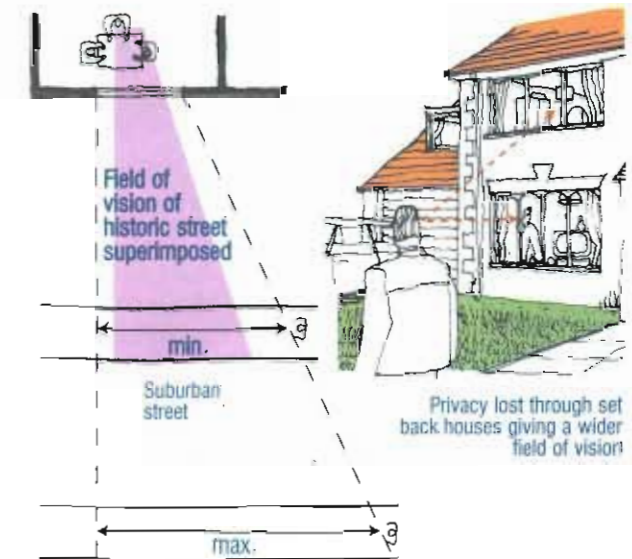 Field of
vision of
historic street
superimposed
min.
Suburban
street
Privacy lost through set
back houses giving a wider
field of vision
max.